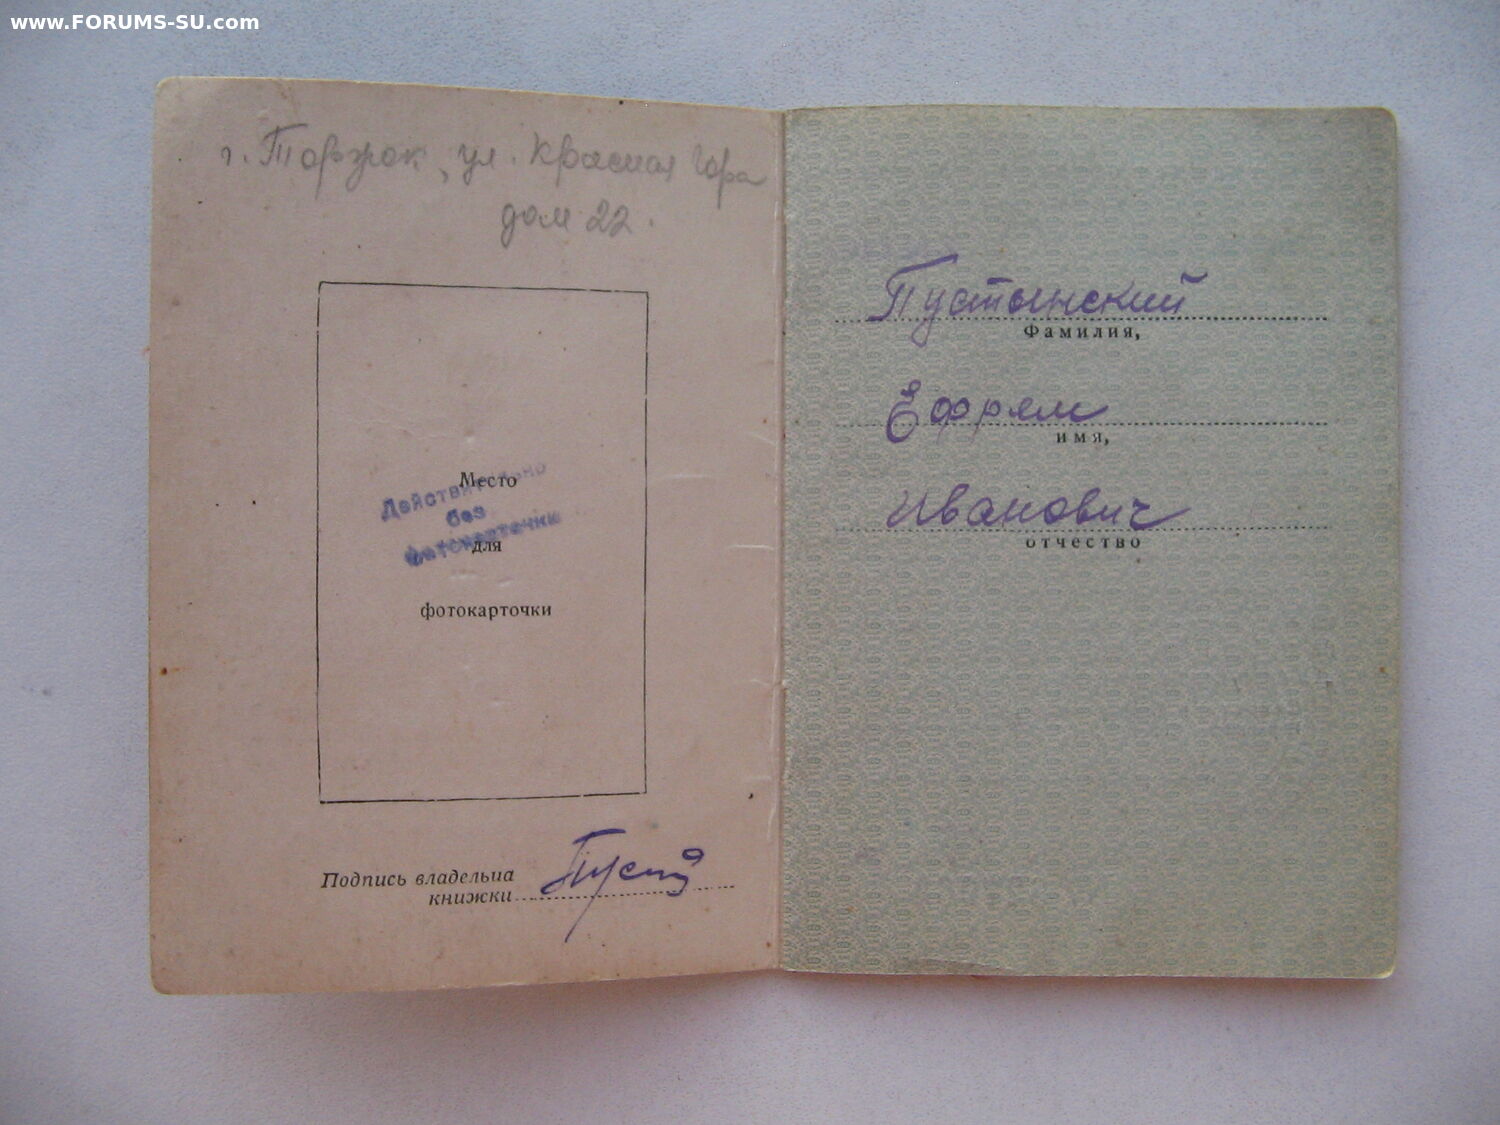 www.FORUMS-SU.com
г. Торжок, ул. Красная Гора
дом 22.
Место
для
фотокарточки
Действительно
без
фотокарточки
Подпись владельца
книжки
Пустынский
Фамилия,
Ефрем
имя,
Иванович
отчество